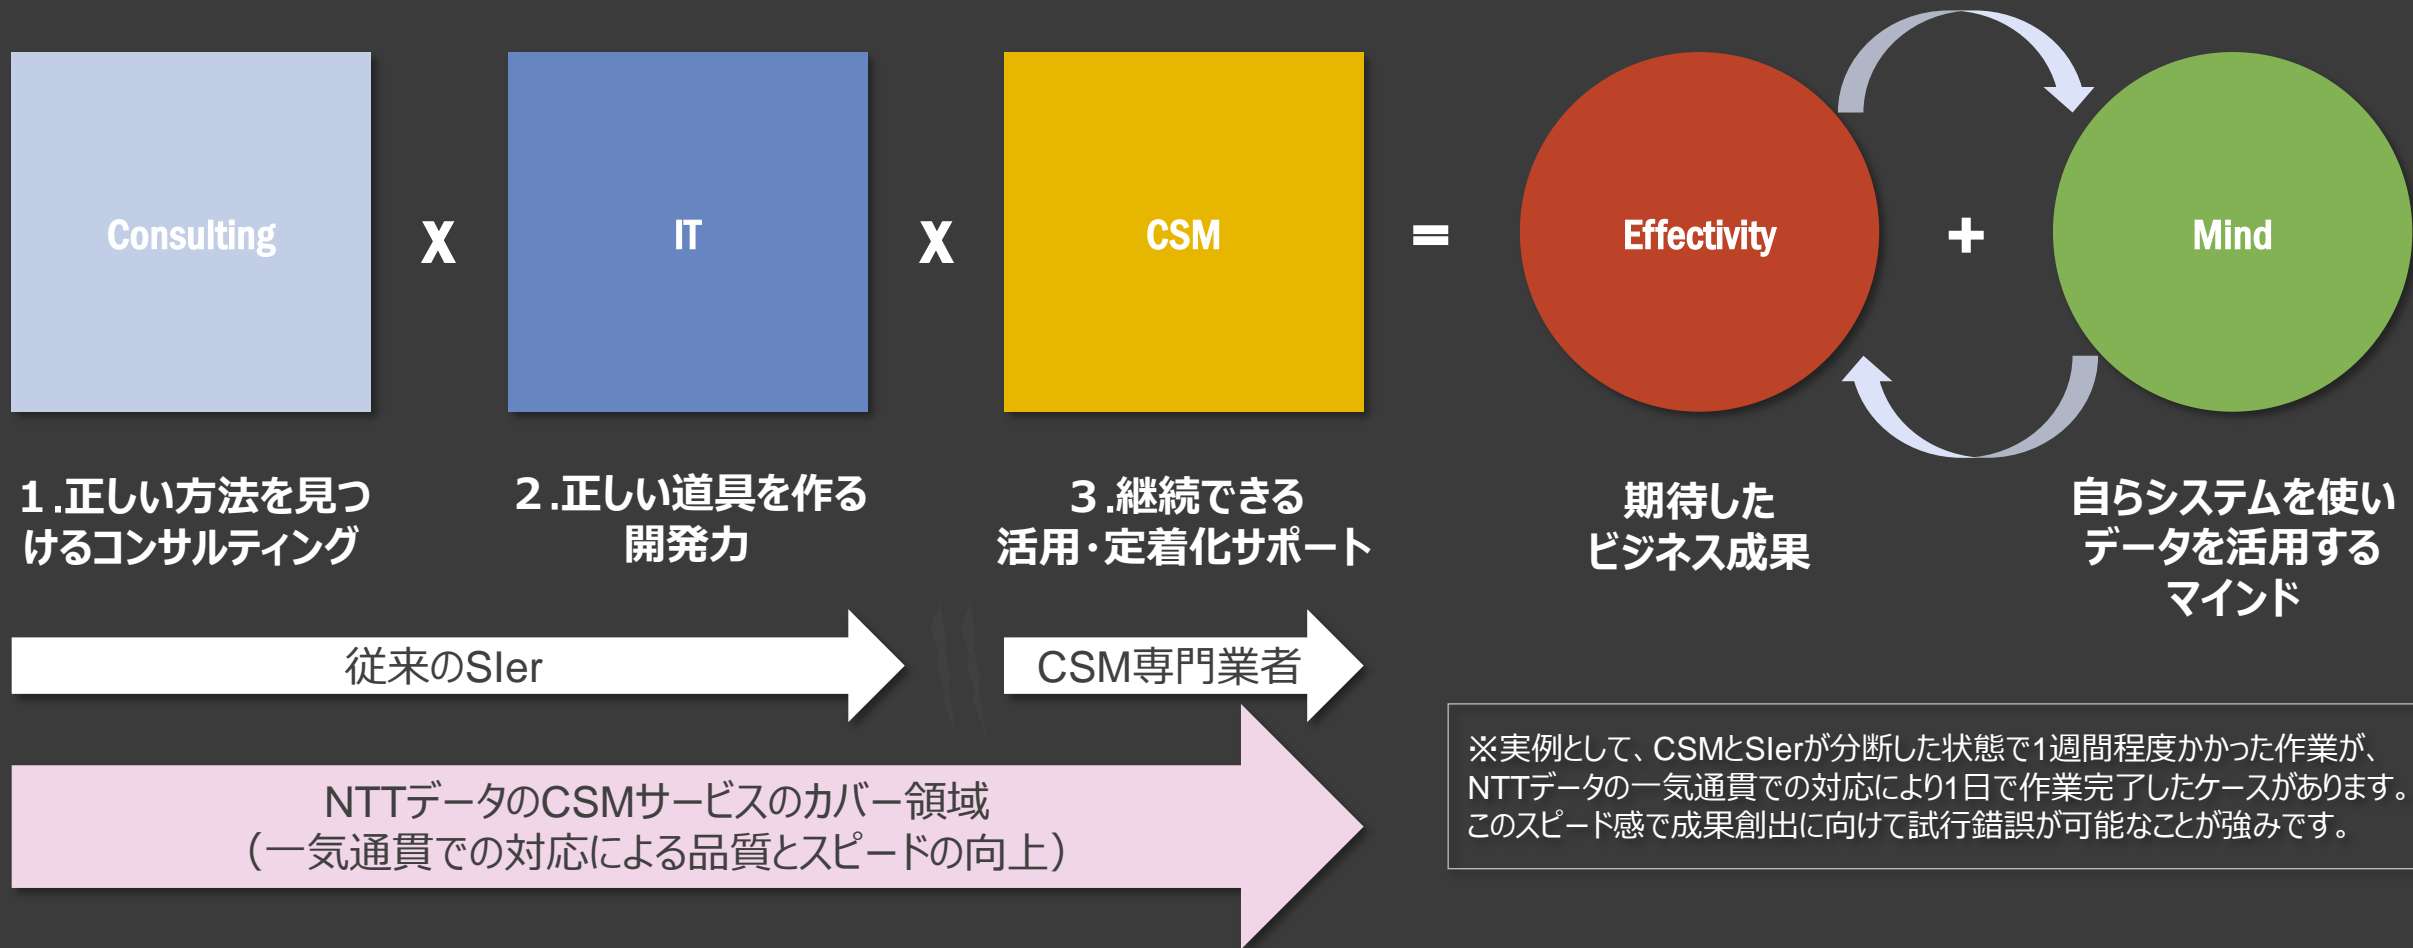 Consulting
x
IT
x
CSM
=
Effectivity
+
Mind
1.正しい方法を見つ
けるコンサルティング
2.正しい道具を作る
開発力
3.継続できる
活用・定着化サポート
期待した
ビジネス成果
自らシステムを使い
データを活用する
マインド
従来のSIer
CSM専門業者
NTTデータのCSMサービスのカバー領域
（一気通貫での対応による品質とスピードの向上）
※実例として、CSMとSIerが分断した状態で1週間程度かかった作業が、
NTTデータの一気通貫での対応により1日で作業完了したケースがあります。
このスピード感で成果創出に向けて試行錯誤が可能なことが強みです。